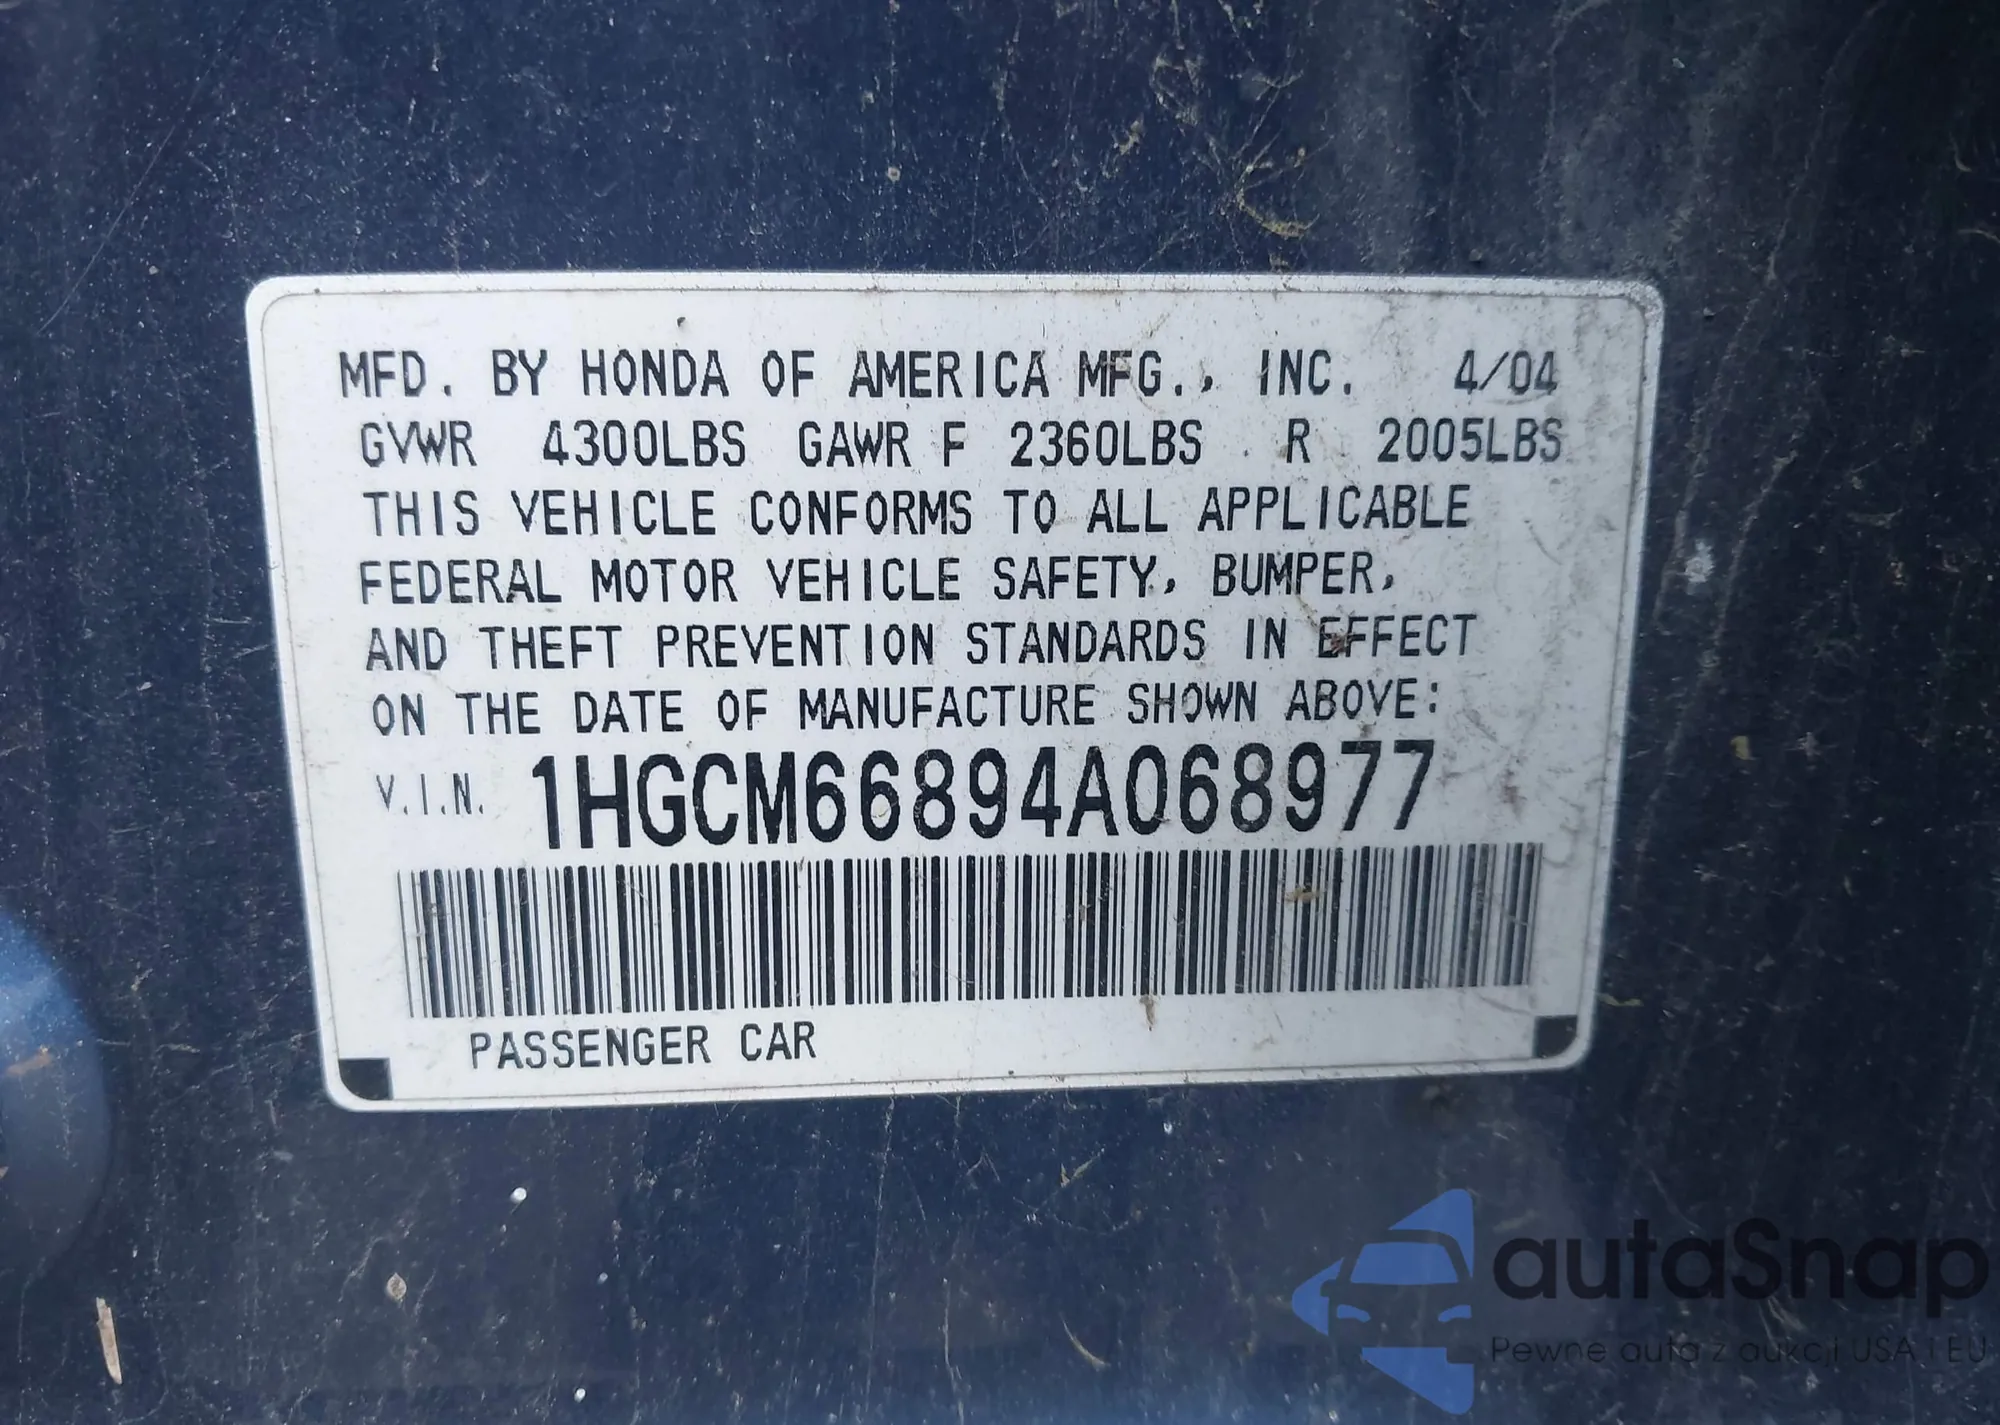 MFD. BY HONDA OF AMERICA MFG., INC. 4/04
GVWR 4300LBS GAWR F 2360LBS R 2005LBS
THIS VEHICLE CONFORMS TO ALL APPLICABLE
FEDERAL MOTOR VEHICLE SAFETY, BUMPER,
AND THEFT PREVENTION STANDARDS IN EFFECT
ON THE DATE OF MANUFACTURE SHOWN ABOVE:
V.I.N. 1HGCM66894A068977
PASSENGER CAR
autaSnap
Pewne auta z aukcji USA i EU